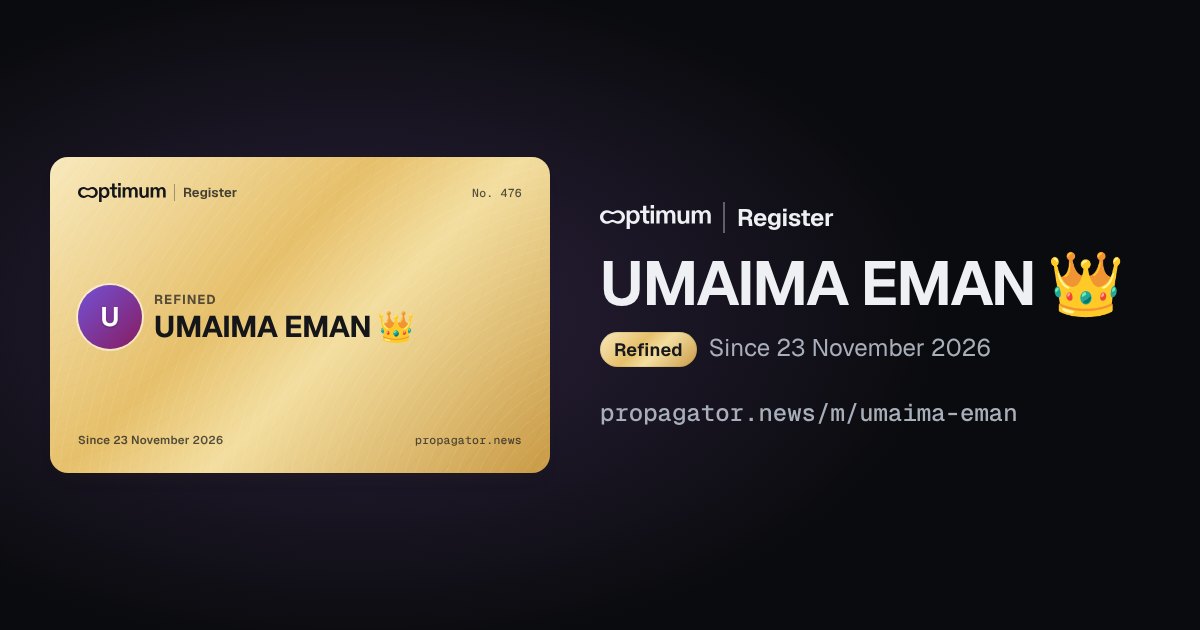 optimum | Register
No. 476
U
REFINED
UMAIMA EMAN 👑
Since 23 November 2026
propagator.news
optimum | Register
UMAIMA EMAN 👑
Refined
Since 23 November 2026
propagator.news/m/umaima-eman